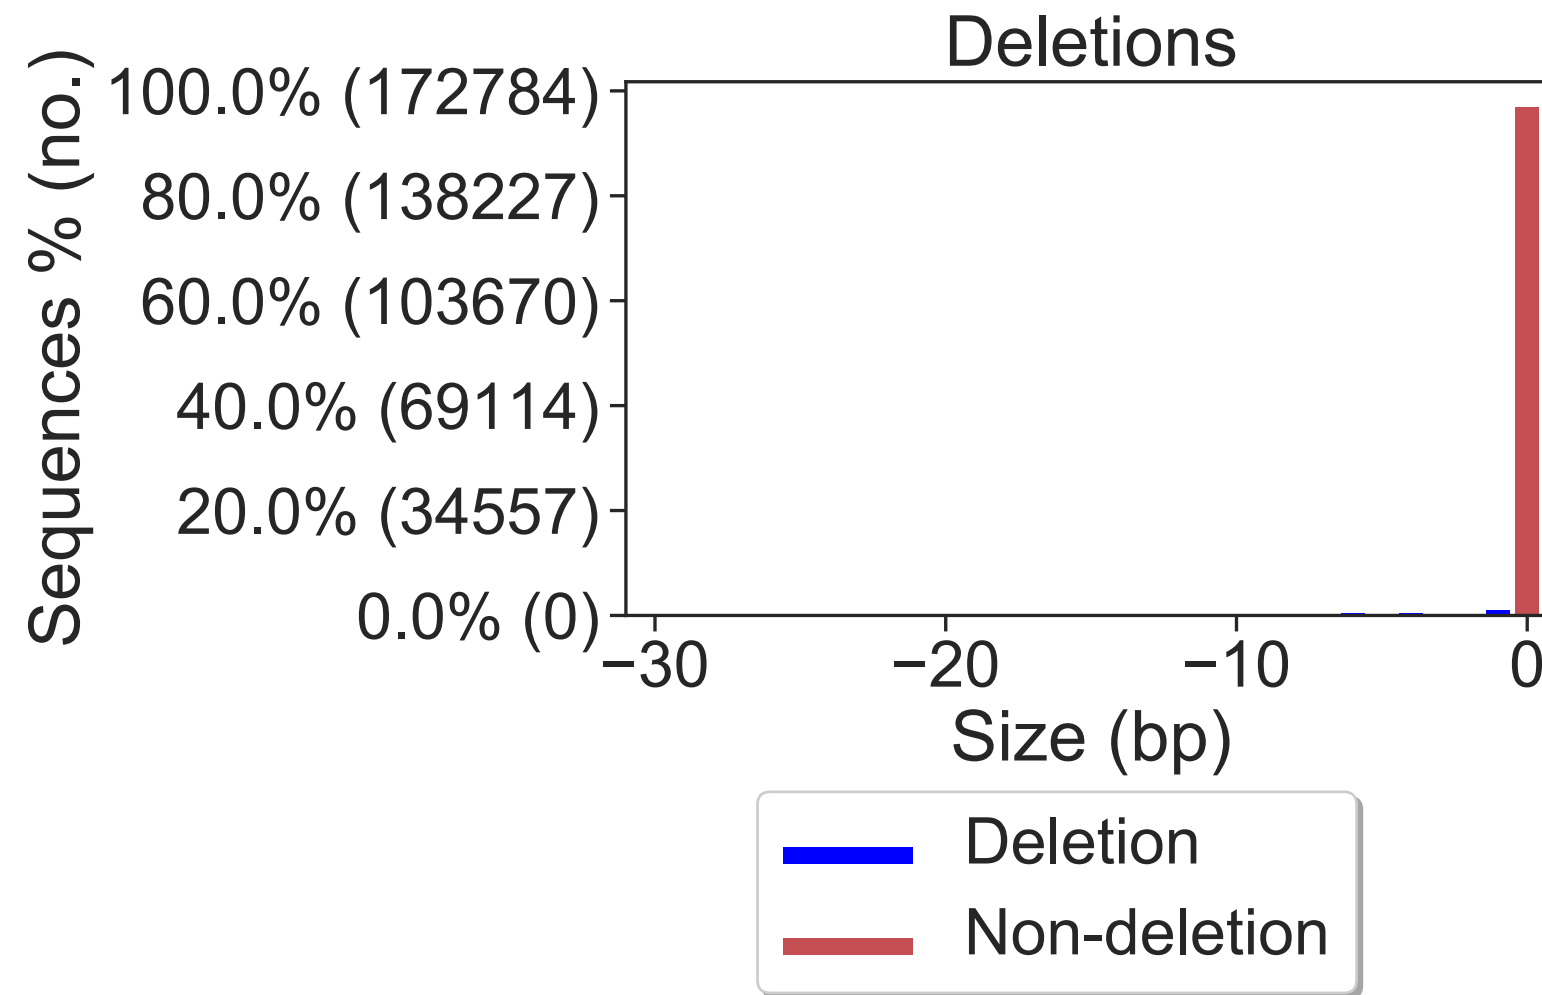 Deletions
Sequences % (no.)
100.0% (172784)
80.0% (138227)
60.0% (103670)
40.0% (69114)
20.0% (34557)
0.0% (0)
−30 −20 −10 0
Size (bp)
Deletion
Non-deletion